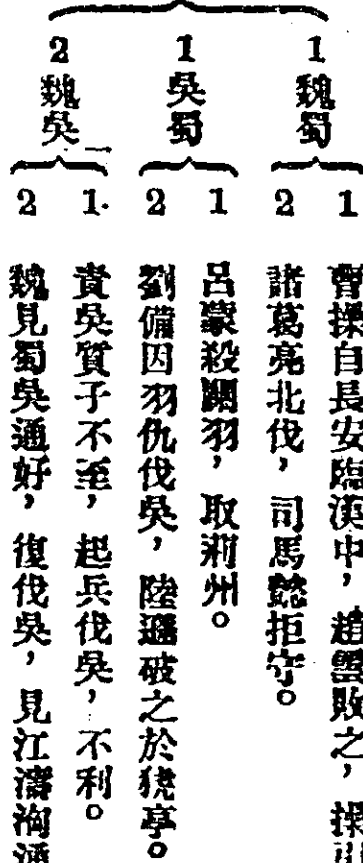 1魏蜀
1 曹操自長安臨漢中，趙雲敗之，操
2 諸葛亮北伐，司馬懿拒守。
1吳蜀
1 呂蒙殺關羽，取荊州。
2 劉備因羽仇伐吳，陸遜破之於猇亭。
2魏吳
1. 責吳質子不至，起兵伐吳，不利。
2 魏見蜀吳通好，復伐吳，見江濤洶